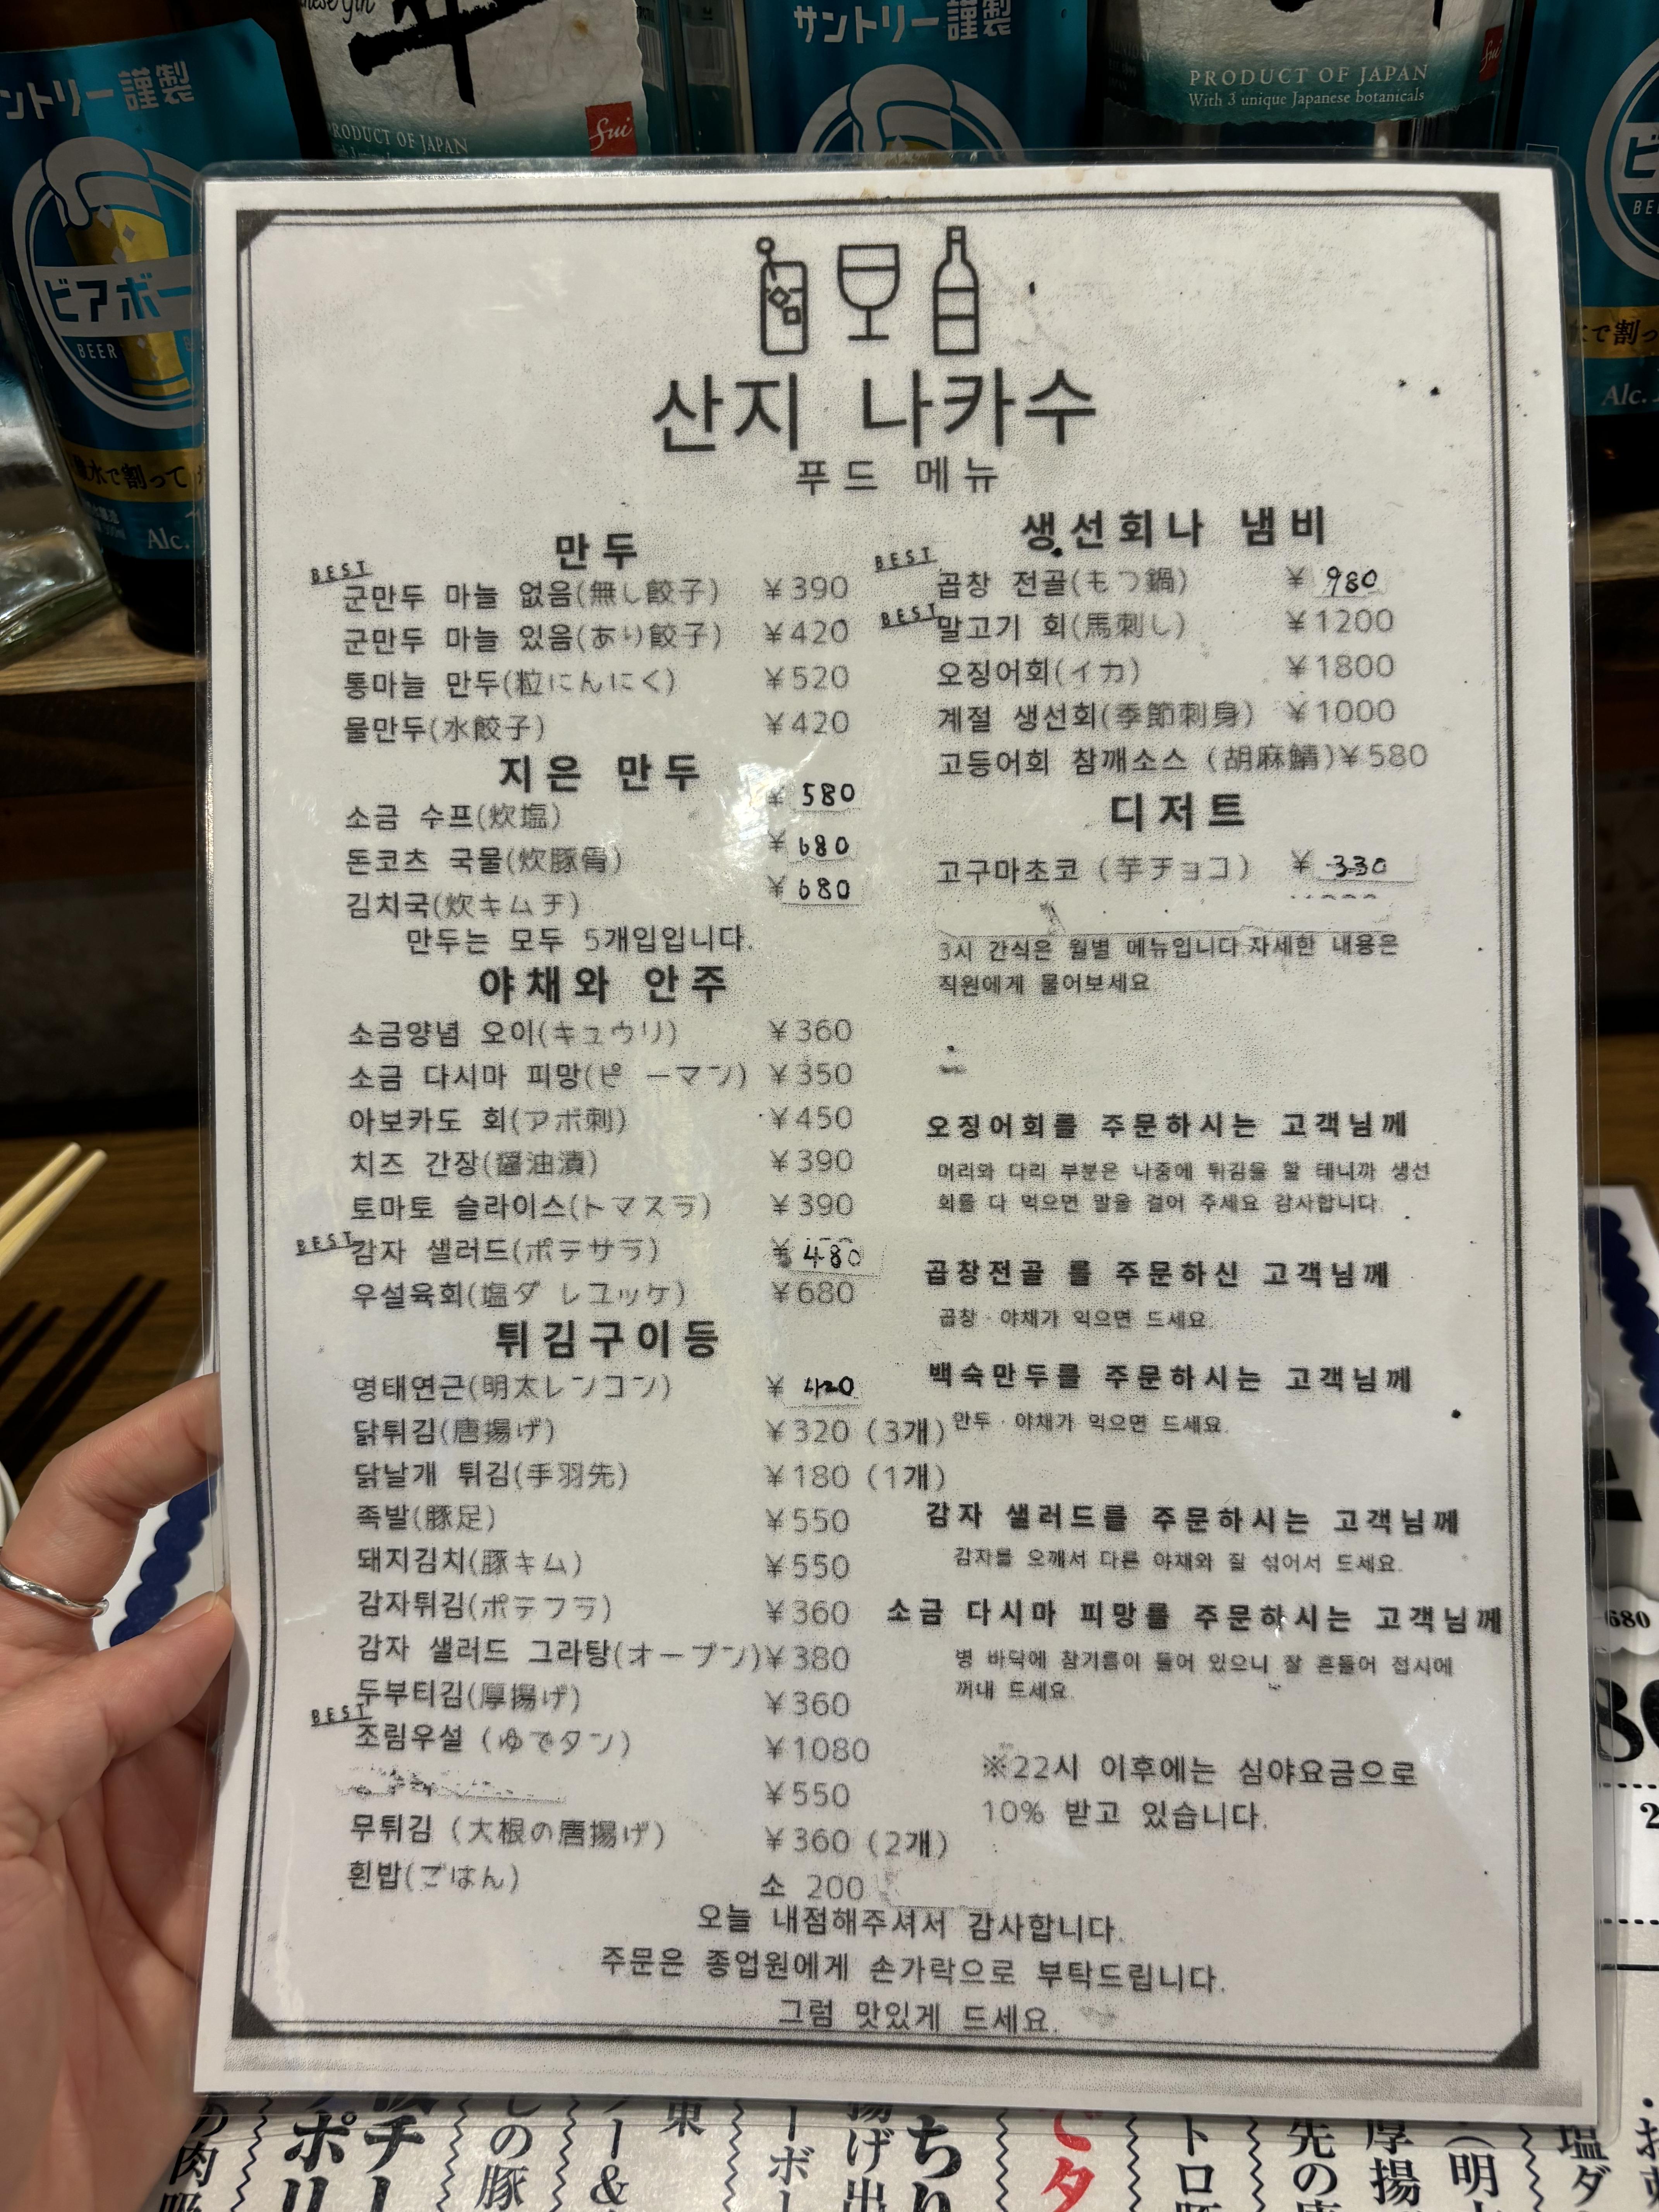 サントリー謹製
PRODUCT OF JAPAN
With 3 unique Japanese botanicals
Sui
ントリー謹製
PRODUCT OF JAPAN
Sui
ビアボー
BEER
Alc.
Alc.
산지 나카수
푸드 메뉴
만두
BEST
군만두 마늘 없음(無し餃子) ¥390
군만두 마늘 있음(あり餃子) ¥420
통마늘 만두(粒にんにく) ¥520
물만두(水餃子) ¥420
지은 만두
소금 수프(炊塩) ¥580
돈코츠 국물(炊豚骨) ¥680
김치국(炊キムチ) ¥680
만두는 모두 5개입입니다.
야채와 안주
소금양념 오이(キュウリ) ¥360
소금 다시마 피망(ピ ーマン) ¥350
아보카도 회(アボ刺) ¥450
치즈 간장(醤油漬) ¥390
토마토 슬라이스(トマスラ) ¥390
BEST
감자 샐러드(ポテサラ) ¥480
우설육회(塩ダ レユッケ) ¥680
튀김구이등
명태연근(明太レンコン) ¥420
닭튀김(唐揚げ) ¥320 (3개)
닭날개 튀김(手羽先) ¥180 (1개)
족발(豚足) ¥550
돼지김치(豚キム) ¥550
감자튀김(ポテフラ) ¥360
감자 샐러드 그라탕(オーブン)¥380
두부티김(厚揚げ) ¥360
BEST
조림우설 (ゆでタン) ¥1080
¥550
무튀김 (大根の唐揚げ) ¥360 (2개)
흰밥(ごはん) 소 200
생선회나 냄비
BEST
곱창 전골(もつ鍋) ¥980
BEST
말고기 회(馬刺し) ¥1200
오징어회(イカ) ¥1800
계절 생선회(季節刺身) ¥1000
고등어회 참깨소스 (胡麻鯖)¥580
디저트
고구마초코 (芋チョコ) ¥330
3시 간식은 월별 메뉴입니다.자세한 내용은
직원에게 물어보세요.
오징어회를 주문하시는 고객님께
머리와 다리 부분은 나중에 튀김을 할 테니까 생선
회를 다 먹으면 말을 걸어 주세요 감사합니다.
곱창전골 를 주문하신 고객님께
곱창・야채가 익으면 드세요.
백숙만두를 주문하시는 고객님께
만두・야채가 익으면 드세요.
감자 샐러드를 주문하시는 고객님께
감자를 으깨서 다른 야채와 잘 섞어서 드세요.
소금 다시마 피망를 주문하시는 고객님께
병 바닥에 참기름이 들어 있으니 잘 흔들어 접시에
꺼내 드세요.
※22시 이후에는 심야요금으로
10% 받고 있습니다.
오늘 내점해주셔서 감사합니다.
주문은 종업원에게 손가락으로 부탁드립니다.
그럼 맛있게 드세요.